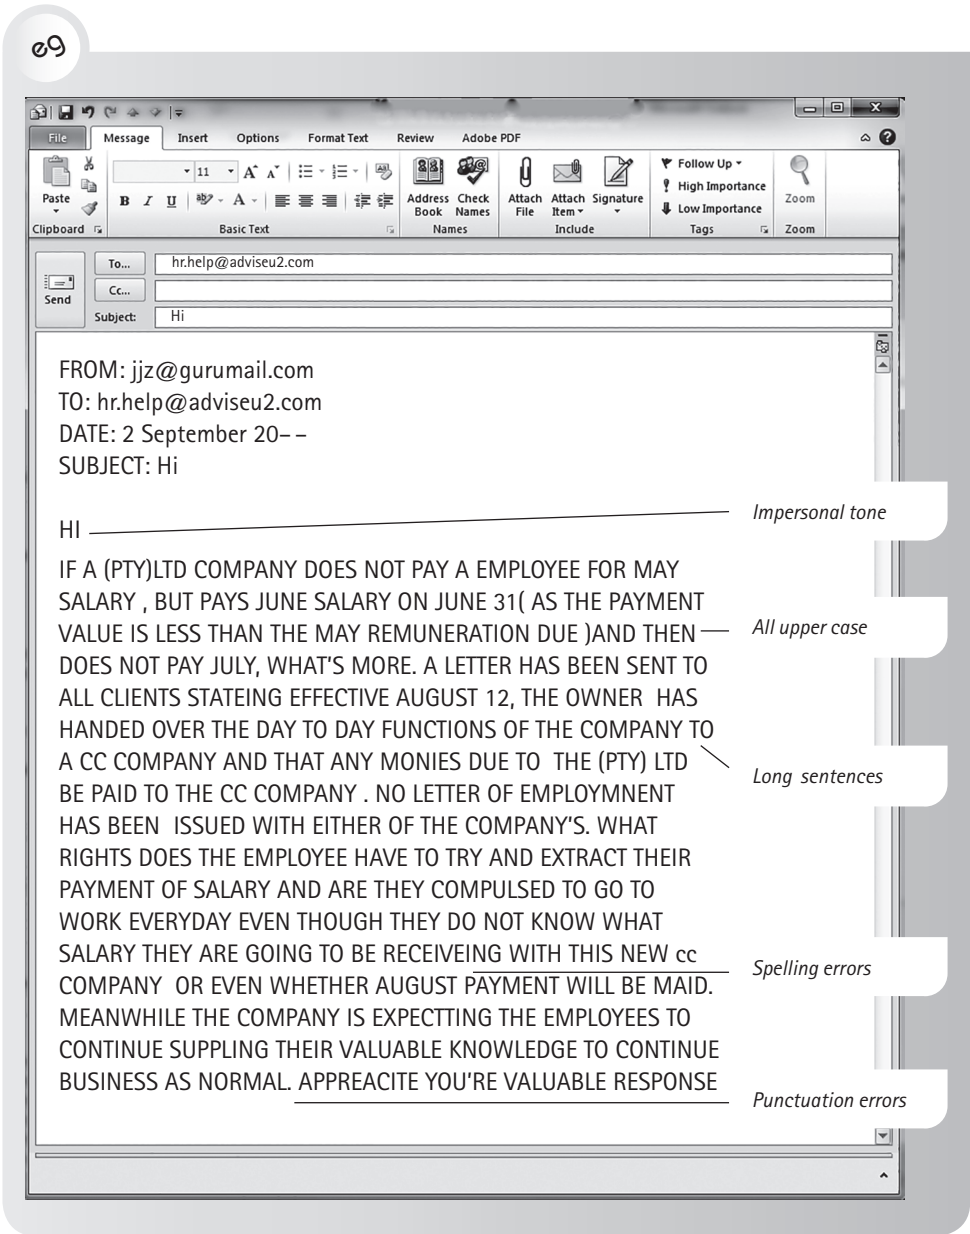 eg
File Message Insert Options Format Text Review Adobe PDF
11
Paste
B I U
Address Book
Check Names
Attach File
Attach Item
Signature
Follow Up
High Importance
Low Importance
Zoom
Clipboard Basic Text Names Include Tags Zoom
Send
To... hr.help@adviseu2.com
Cc...
Subject: Hi
FROM: jjz@gurumail.com
TO: hr.help@adviseu2.com
DATE: 2 September 20– –
SUBJECT: Hi
HI
Impersonal tone
IF A (PTY)LTD COMPANY DOES NOT PAY A EMPLOYEE FOR MAY
SALARY , BUT PAYS JUNE SALARY ON JUNE 31( AS THE PAYMENT
VALUE IS LESS THAN THE MAY REMUNERATION DUE )AND THEN
All upper case
DOES NOT PAY JULY, WHAT'S MORE. A LETTER HAS BEEN SENT TO
ALL CLIENTS STATEING EFFECTIVE AUGUST 12, THE OWNER HAS
HANDED OVER THE DAY TO DAY FUNCTIONS OF THE COMPANY TO
A CC COMPANY AND THAT ANY MONIES DUE TO THE (PTY) LTD
Long sentences
BE PAID TO THE CC COMPANY . NO LETTER OF EMPLOYMNENT
HAS BEEN ISSUED WITH EITHER OF THE COMPANY'S. WHAT
RIGHTS DOES THE EMPLOYEE HAVE TO TRY AND EXTRACT THEIR
PAYMENT OF SALARY AND ARE THEY COMPULSED TO GO TO
WORK EVERYDAY EVEN THOUGH THEY DO NOT KNOW WHAT
SALARY THEY ARE GOING TO BE RECEIVEING WITH THIS NEW cc
Spelling errors
COMPANY OR EVEN WHETHER AUGUST PAYMENT WILL BE MAID.
MEANWHILE THE COMPANY IS EXPECTTING THE EMPLOYEES TO
CONTINUE SUPPLING THEIR VALUABLE KNOWLEDGE TO CONTINUE
BUSINESS AS NORMAL. APPREACITE YOU'RE VALUABLE RESPONSE
Punctuation errors